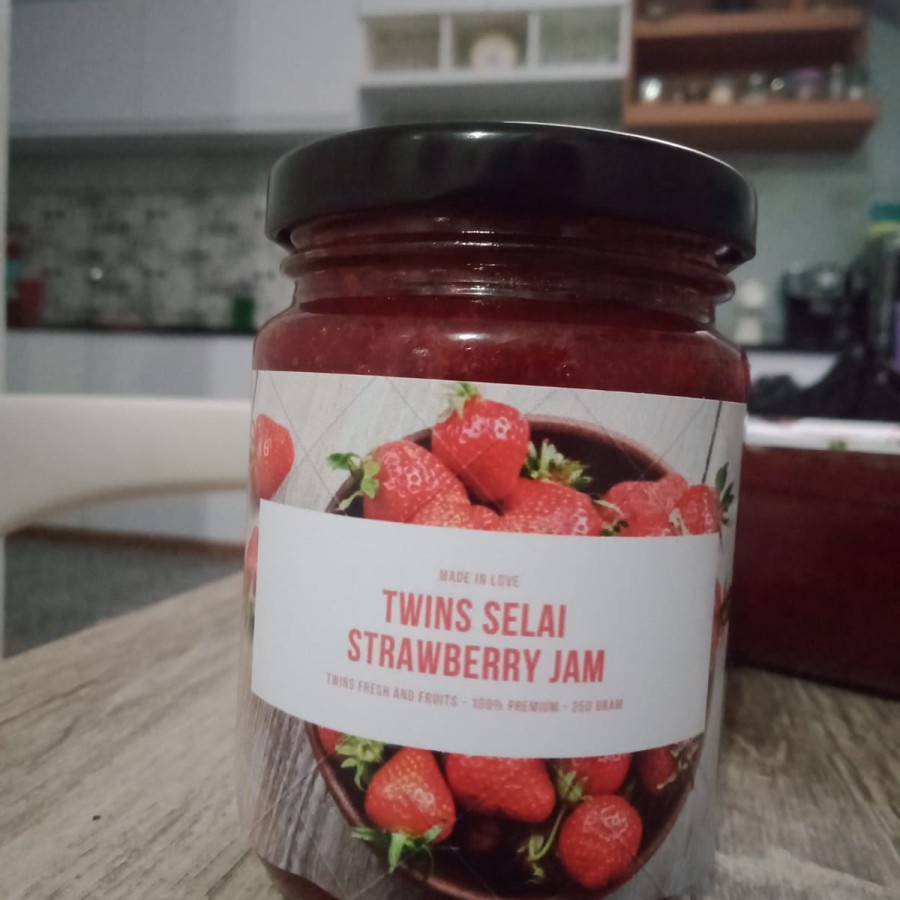 MADE IN LOVE
TWINS SELAI
STRAWBERRY JAM
TWINS FRESH AND FRUITS - 100% PREMIUM - 250 GRAM